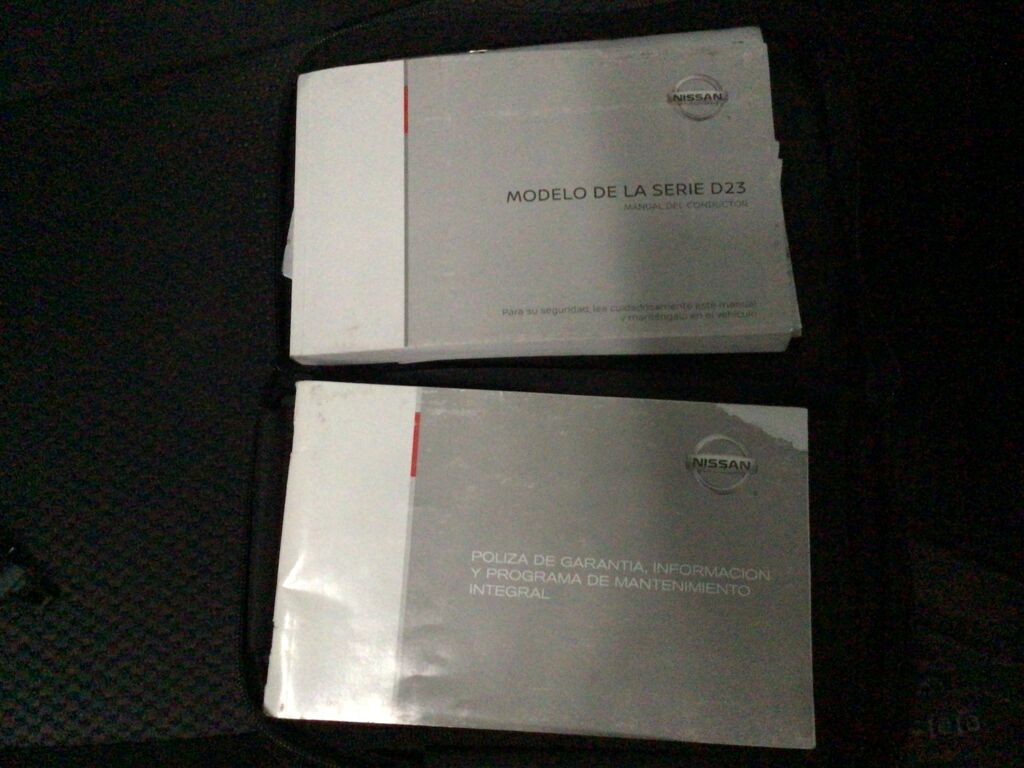 NISSAN
MODELO DE LA SERIE D23
MANUAL DEL CONDUCTOR
Para su seguridad, lea cuidadosamente este manual
y manténgalo en el vehículo
NISSAN
POLIZA DE GARANTIA, INFORMACION
Y PROGRAMA DE MANTENIMIENTO
INTEGRAL